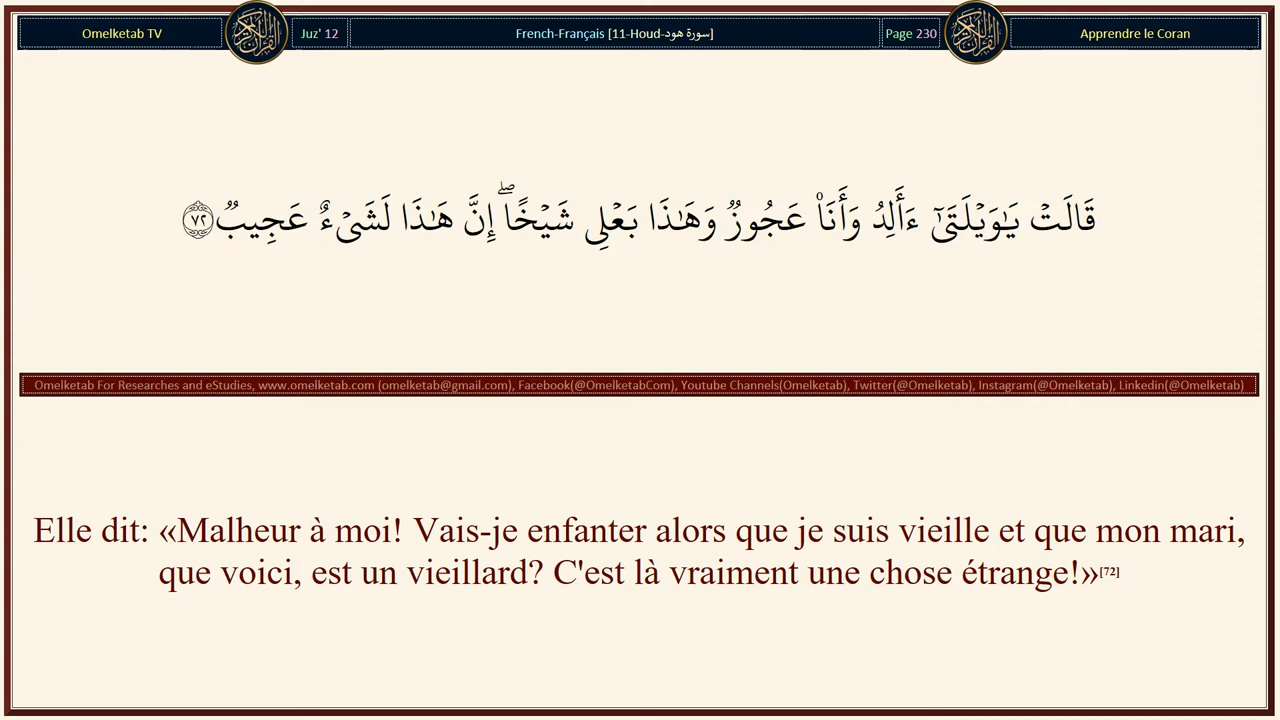 Omelketab TV
Juz' 12
French-Français [11-Houd-سورة هود]
Page 230
Apprendre le Coran
قَالَتۡ يَٰوَيۡلَتَىٰٓ ءَأَلِدُ وَأَنَا۠ عَجُوزٞ وَهَٰذَا بَعۡلِي شَيۡخًاۖ إِنَّ هَٰذَا لَشَيۡءٌ عَجِيبٞ ٧٢
Omelketab For Researches and eStudies, www.omelketab.com (omelketab@gmail.com), Facebook(@OmelketabCom), Youtube Channels(Omelketab), Twitter(@Omelketab), Instagram(@Omelketab), Linkedin(@Omelketab)
Elle dit: «Malheur à moi! Vais-je enfanter alors que je suis vieille et que mon mari,
que voici, est un vieillard? C'est là vraiment une chose étrange!»[72]